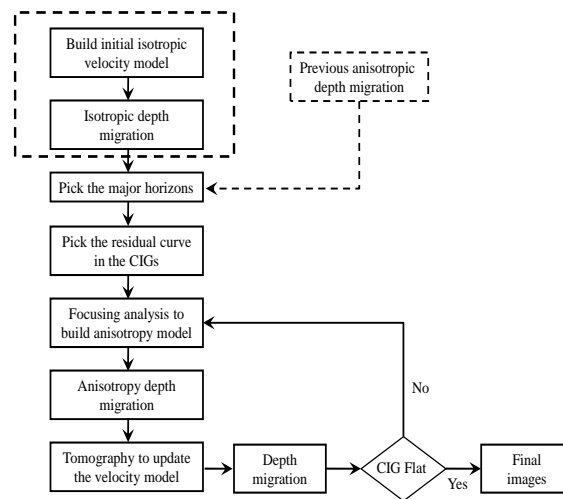 Build initial isotropic
velocity model
Previous anisotropic
depth migration
Isotropic depth
migration
Pick the major horizons
Pick the residual curve
in the CIGs
Focusing analysis to
build anisotropy model
Anisotropy depth
migration
No
Tomography to update
the velocity model
Depth
migration
CIG Flat
Yes
Final
images